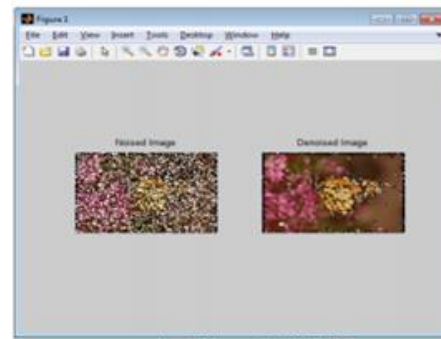 Figure 1
File Edit View Insert Tools Desktop Window Help
Noised Image
Denoised Image